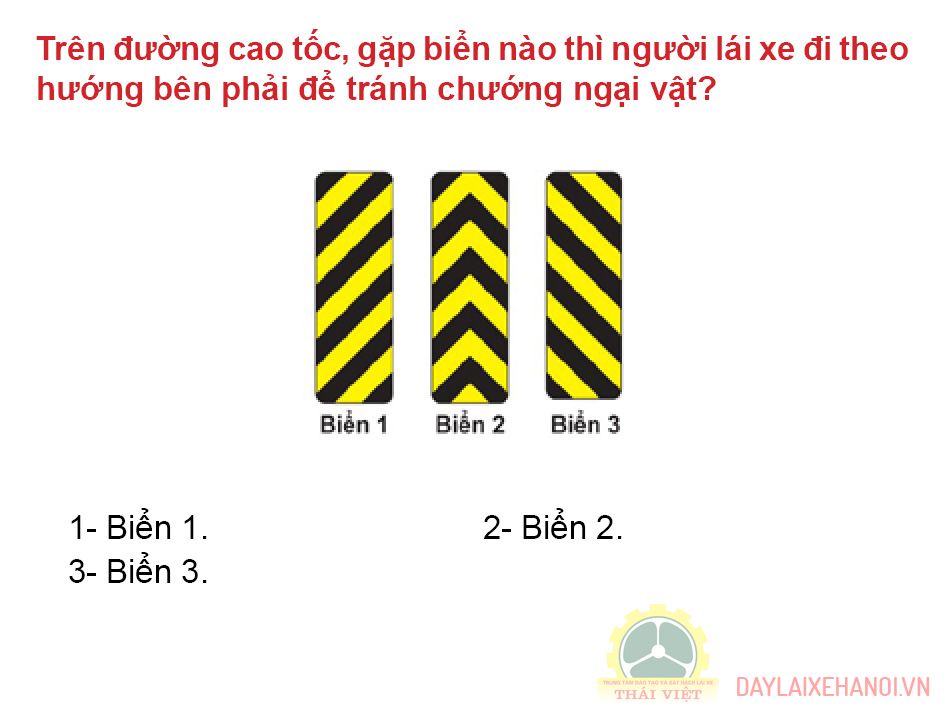 Trên đường cao tốc, gặp biển nào thì người lái xe đi theo
hướng bên phải để tránh chướng ngại vật?
Biển 1 Biển 2 Biển 3
1- Biển 1. 2- Biển 2.
3- Biển 3.
TRUNG TÂM ĐÀO TẠO VÀ SÁT HẠCH LÁI XE
THÁI VIỆT
DAYLAIXEHANOI.VN